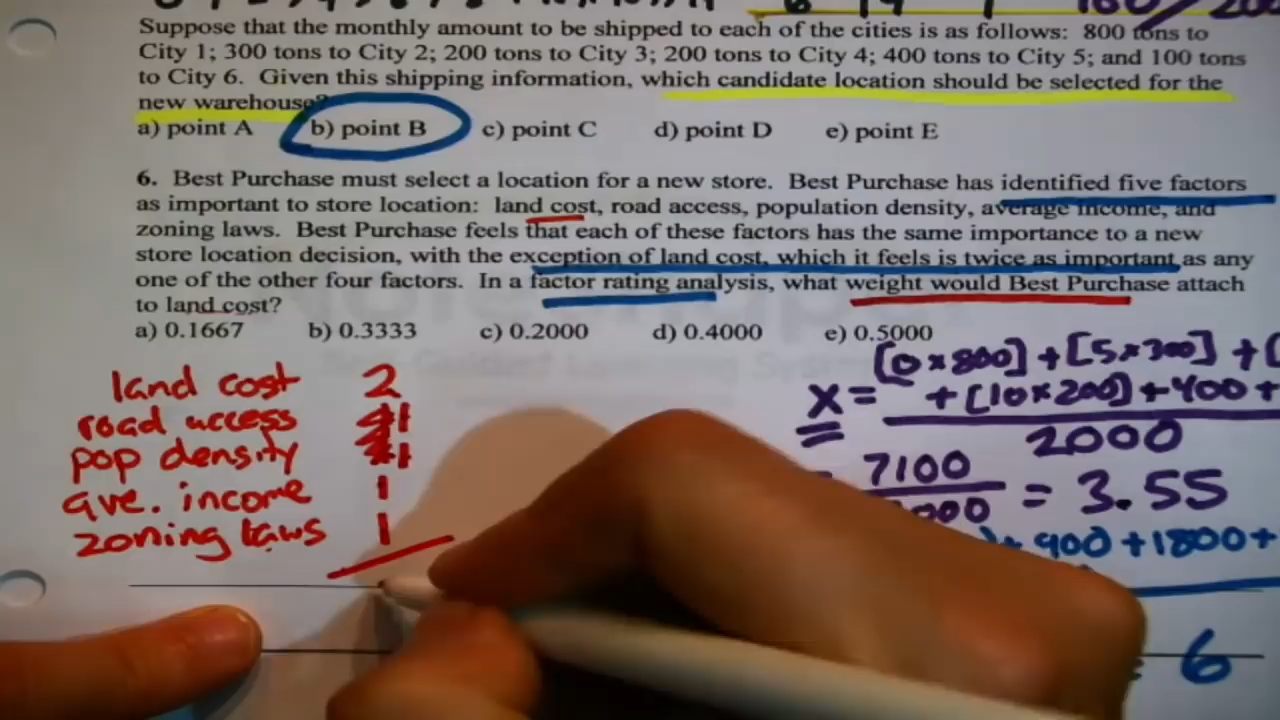 Suppose that the monthly amount to be shipped to each of the cities is as follows: 800 tons to
City 1; 300 tons to City 2; 200 tons to City 3; 200 tons to City 4; 400 tons to City 5; and 100 tons
to City 6. Given this shipping information, which candidate location should be selected for the
new warehouse?
a) point A b) point B c) point C d) point D e) point E
6. Best Purchase must select a location for a new store. Best Purchase has identified five factors
as important to store location: land cost, road access, population density, average income, and
zoning laws. Best Purchase feels that each of these factors has the same importance to a new
store location decision, with the exception of land cost, which it feels is twice as important as any
one of the other four factors. In a factor rating analysis, what weight would Best Purchase attach
to land cost?
a) 0.1667 b) 0.3333 c) 0.2000 d) 0.4000 e) 0.5000
land cost 2
road access 1
pop density 1
ave. income 1
zoning laws 1
[0×800] + [5×300] + [
x = + [10×200] + 400 +
2000
7100
= 3.55
900 + 1800 +
6